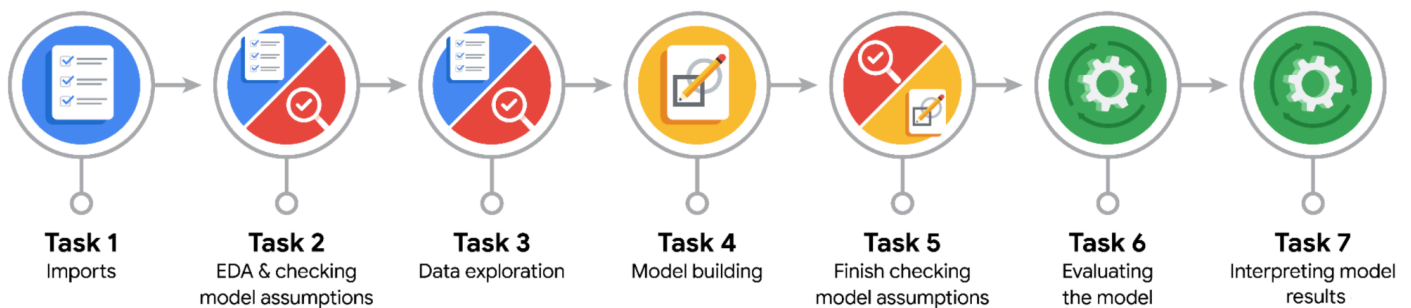 Task 1
Imports
Task 2
EDA & checking
model assumptions
Task 3
Data exploration
Task 4
Model building
Task 5
Finish checking
model assumptions
Task 6
Evaluating
the model
Task 7
Interpreting model
results